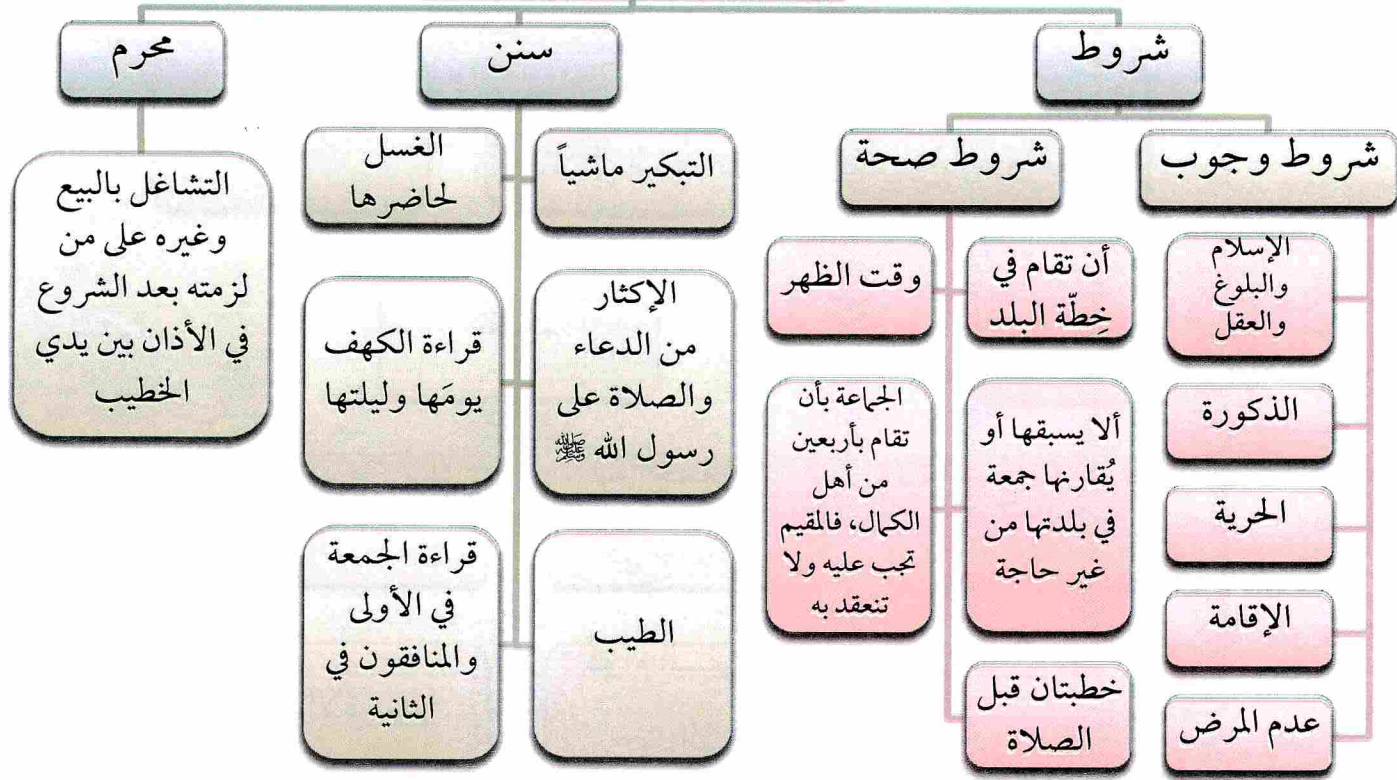 شروط
سنن
محرم
شروط وجوب
شروط صحة
الإسلام
والبلوغ
والعقل
الذكورة
الحرية
الإقامة
عدم المرض
أن تقام في
خِطّة البلد
وقت الظهر
ألا يسبقها أو
يُقارنها جمعة
في بلدتها من
غير حاجة
الجماعة بأن
تقام بأربعين
من أهل
الكمال، فالمقيم
تجب عليه ولا
تنعقد به
خطبتان قبل
الصلاة
التبكير ماشياً
الغسل
لحاضرها
الإكثار
من الدعاء
والصلاة على
رسول الله ﷺ
قراءة الكهف
يومَها وليلتها
الطيب
قراءة الجمعة
في الأولى
والمنافقون في
الثانية
التشاغل بالبيع
وغيره على من
لزمته بعد الشروع
في الأذان بين يدي
الخطيب